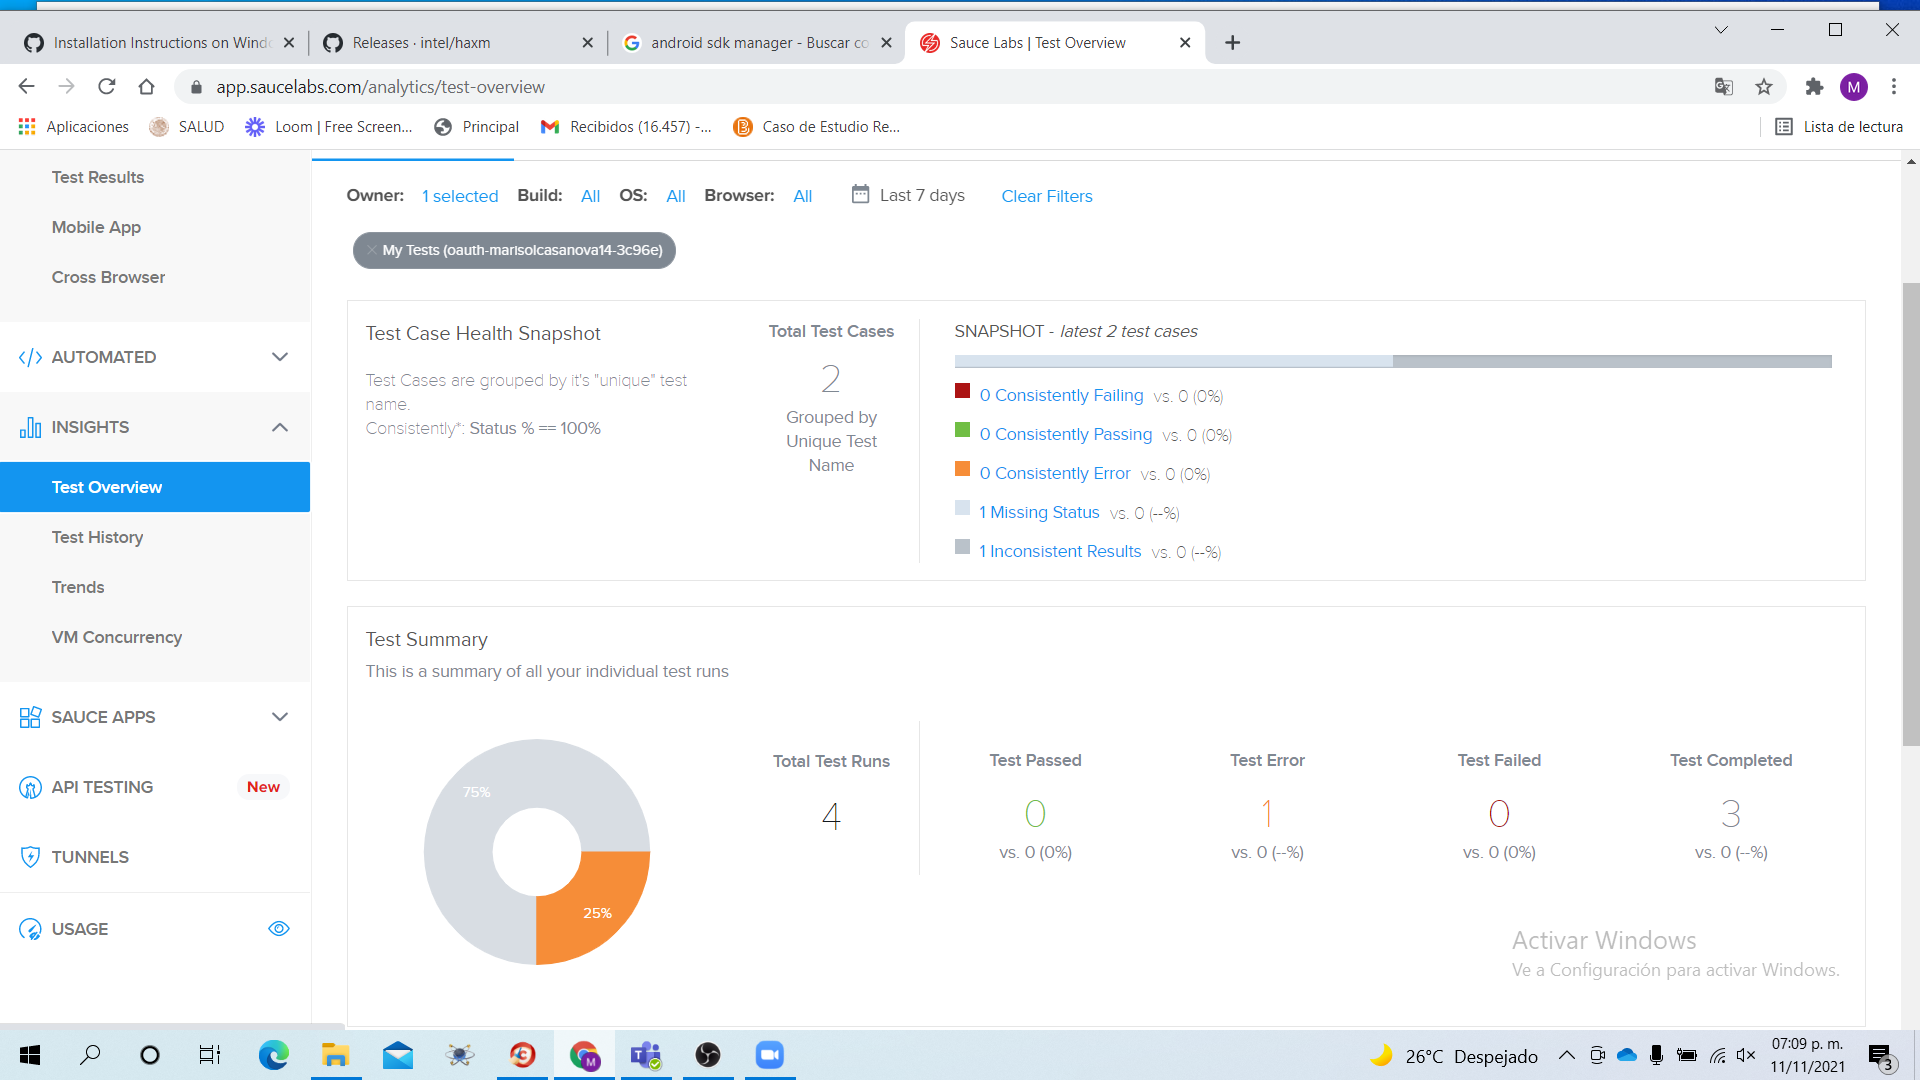 Installation Instructions on Windo
Releases · intel/haxm
android sdk manager - Buscar co
Sauce Labs | Test Overview
app.saucelabs.com/analytics/test-overview
M
Aplicaciones
SALUD
Loom | Free Screen...
Principal
Recibidos (16.457) -...
Caso de Estudio Re...
Lista de lectura
Test Results
Mobile App
Cross Browser
AUTOMATED
INSIGHTS
Test Overview
Test History
Trends
VM Concurrency
SAUCE APPS
API TESTING New
TUNNELS
USAGE
Owner: 1 selected Build: All OS: All Browser: All Last 7 days Clear Filters
My Tests (oauth-marisolcasanova14-3c96e)
Test Case Health Snapshot
Test Cases are grouped by it's "unique" test
name.
Consistently*: Status % == 100%
Total Test Cases
2
Grouped by
Unique Test
Name
SNAPSHOT - latest 2 test cases
0 Consistently Failing vs. 0 (0%)
0 Consistently Passing vs. 0 (0%)
0 Consistently Error vs. 0 (0%)
1 Missing Status vs. 0 (--%)
1 Inconsistent Results vs. 0 (--%)
Test Summary
This is a summary of all your individual test runs
75%
25%
Total Test Runs
4
Test Passed
0
vs. 0 (0%)
Test Error
1
vs. 0 (--%)
Test Failed
0
vs. 0 (0%)
Test Completed
3
vs. 0 (--%)
Activar Windows
Ve a Configuración para activar Windows.
26°C Despejado
07:09 p. m.
11/11/2021
3